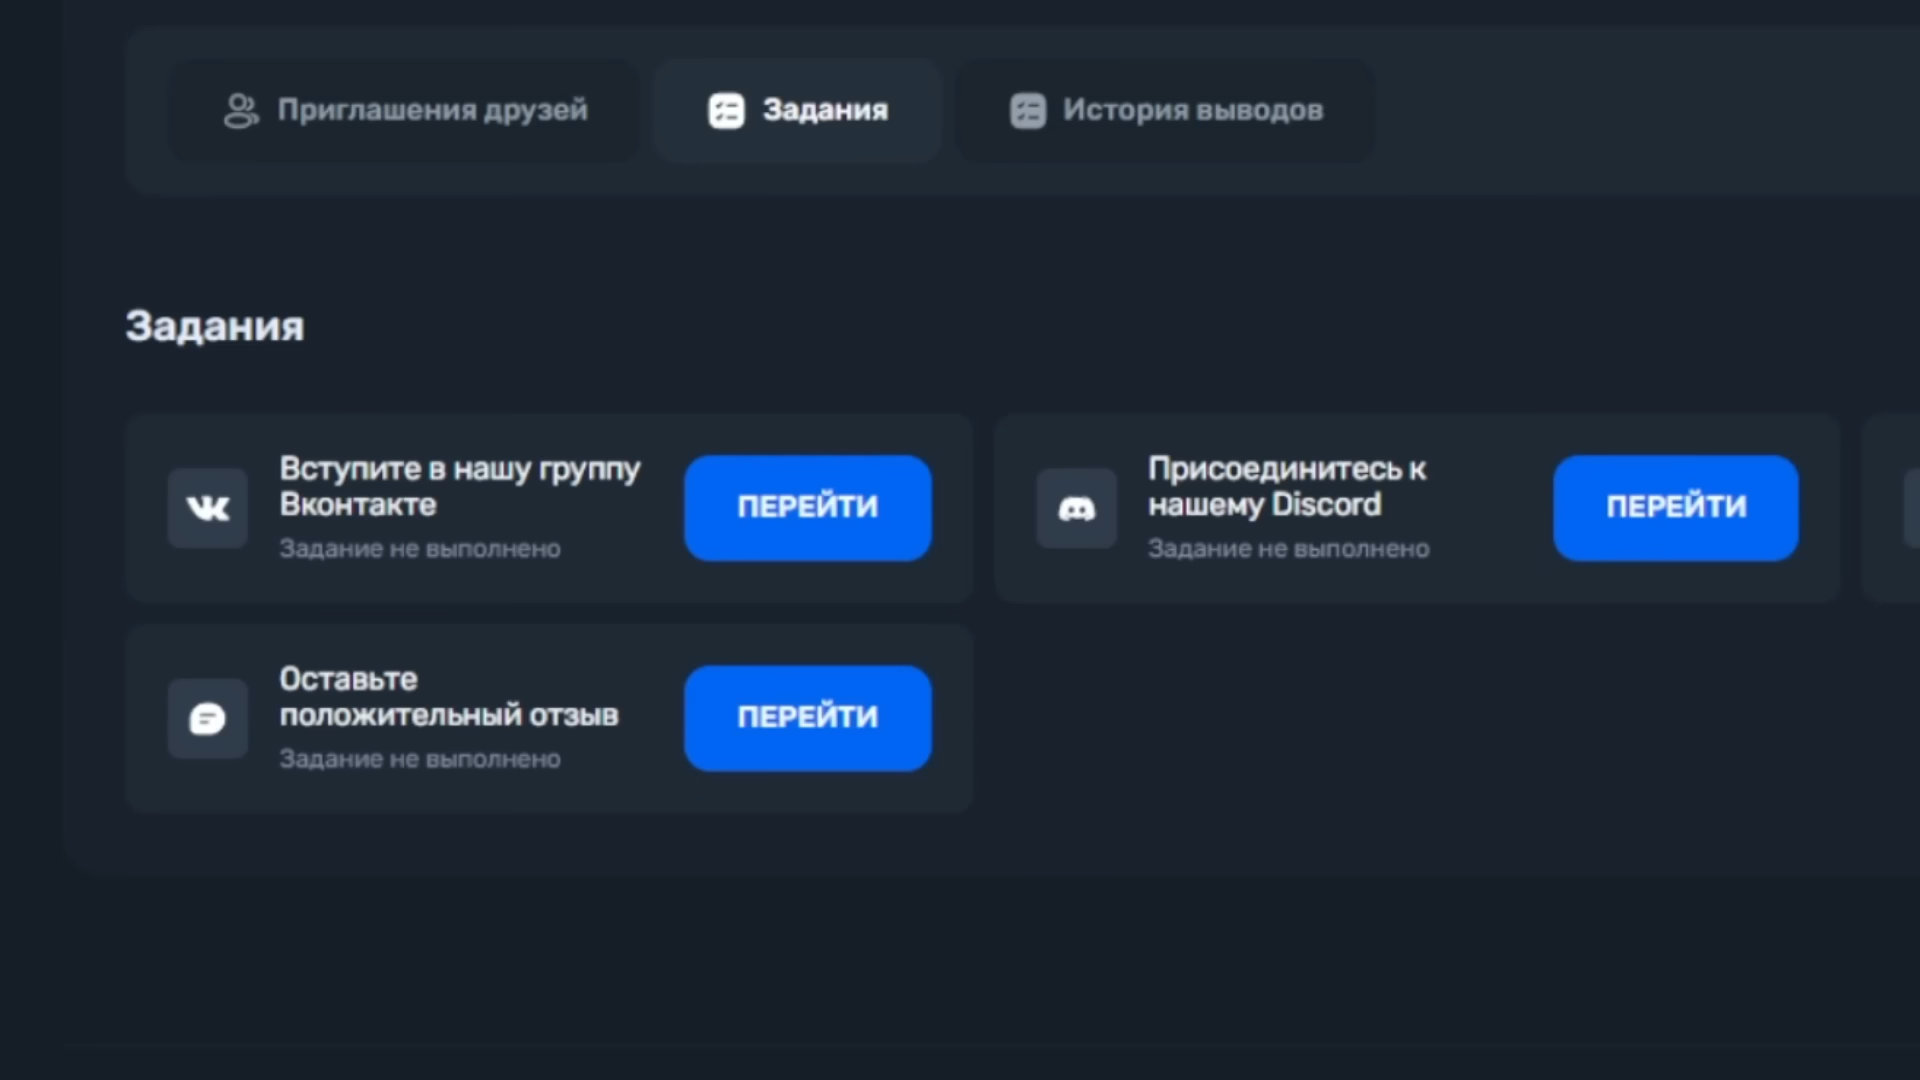 Приглашения друзей
Задания
История выводов
Задания
Вступите в нашу группу
Вконтакте
Задание не выполнено
ПЕРЕЙТИ
Присоединитесь к
нашему Discord
Задание не выполнено
ПЕРЕЙТИ
Оставьте
положительный отзыв
Задание не выполнено
ПЕРЕЙТИ